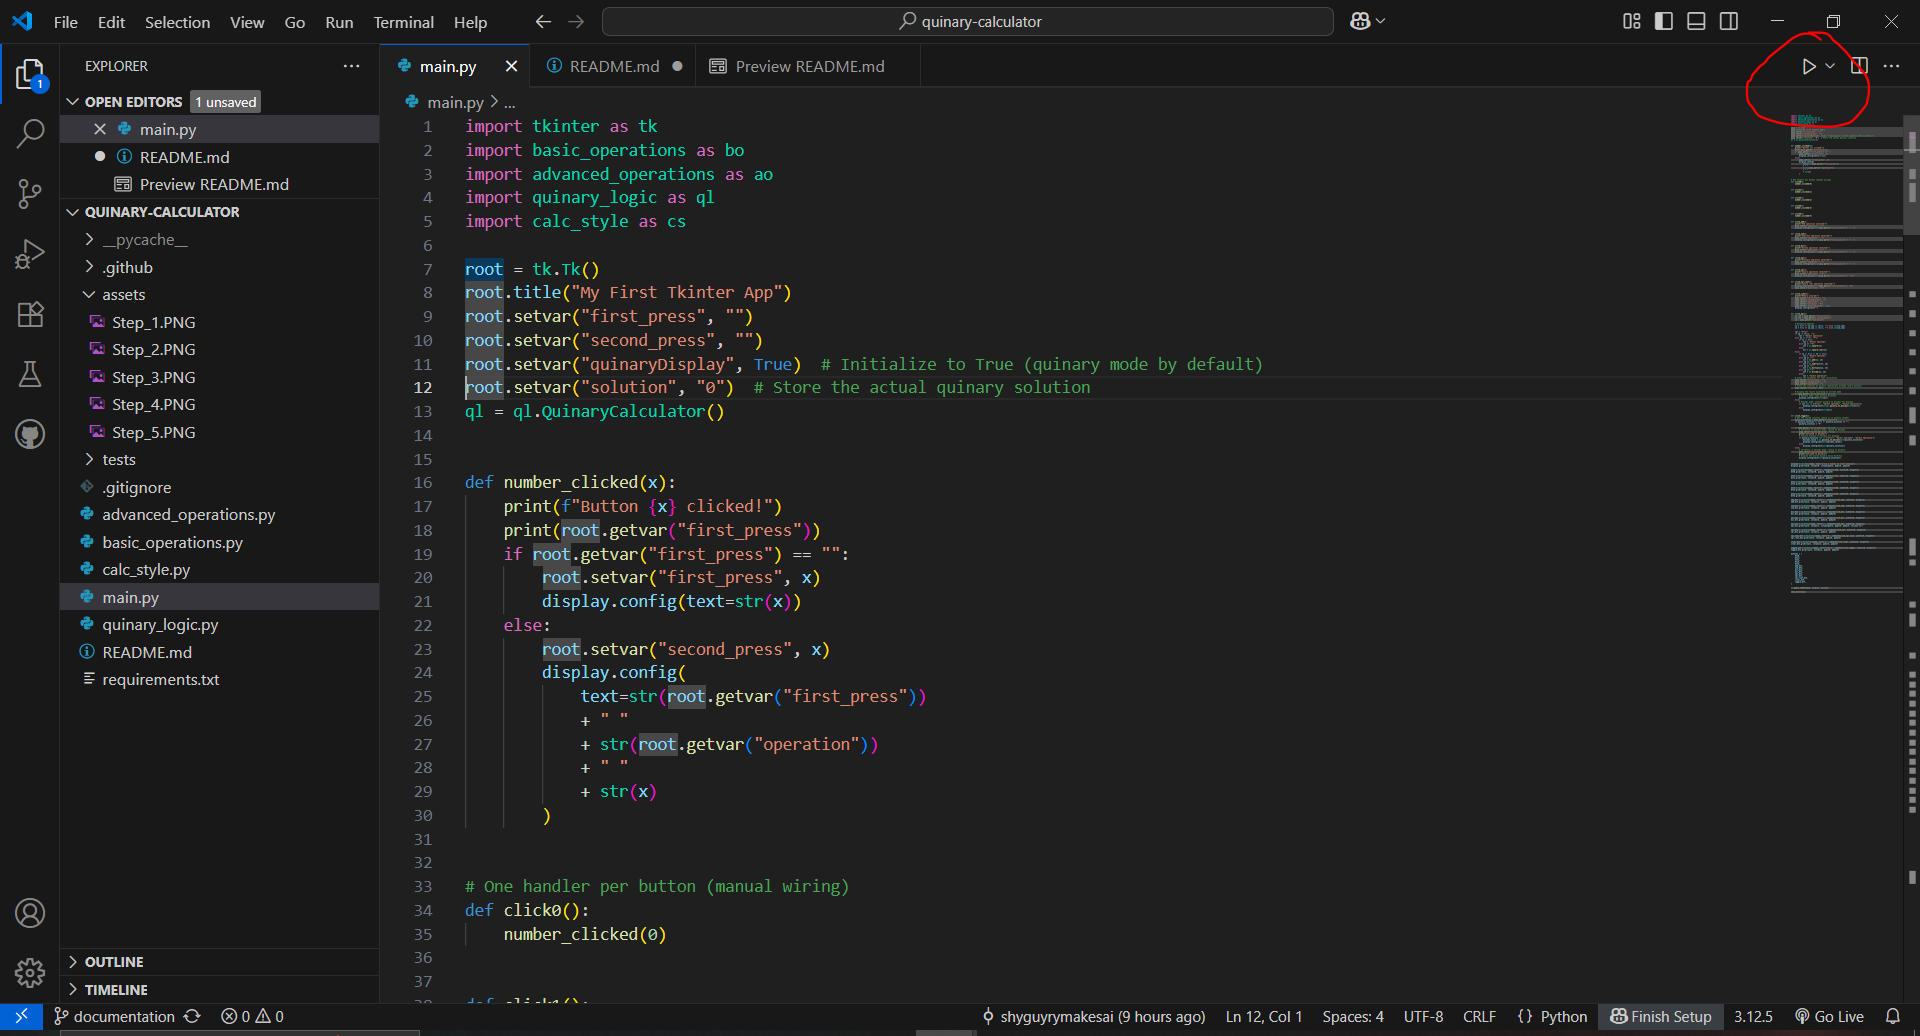 File Edit Selection View Go Run Terminal Help
quinary-calculator
EXPLORER
OPEN EDITORS 1 unsaved
main.py
README.md
Preview README.md
QUINARY-CALCULATOR
__pycache__
.github
assets
Step_1.PNG
Step_2.PNG
Step_3.PNG
Step_4.PNG
Step_5.PNG
tests
.gitignore
advanced_operations.py
basic_operations.py
calc_style.py
main.py
quinary_logic.py
README.md
requirements.txt
OUTLINE
TIMELINE
1
main.py README.md Preview README.md
main.py > ...
1 import tkinter as tk
2 import basic_operations as bo
3 import advanced_operations as ao
4 import quinary_logic as ql
5 import calc_style as cs
6
7 root = tk.Tk()
8 root.title("My First Tkinter App")
9 root.setvar("first_press", "")
10 root.setvar("second_press", "")
11 root.setvar("quinaryDisplay", True)  # Initialize to True (quinary mode by default)
12 root.setvar("solution", "0")  # Store the actual quinary solution
13 ql = ql.QuinaryCalculator()
14
15
16 def number_clicked(x):
17     print(f"Button {x} clicked!")
18     print(root.getvar("first_press"))
19     if root.getvar("first_press") == "":
20         root.setvar("first_press", x)
21         display.config(text=str(x))
22     else:
23         root.setvar("second_press", x)
24         display.config(
25             text=str(root.getvar("first_press"))
26             + " "
27             + str(root.getvar("operation"))
28             + " "
29             + str(x)
30         )
31
32
33 # One handler per button (manual wiring)
34 def click0():
35     number_clicked(0)
36
37
38 def click1():
documentation 0 0 shyguyrymakesai (9 hours ago) Ln 12, Col 1 Spaces: 4 UTF-8 CRLF {} Python Finish Setup 3.12.5 Go Live